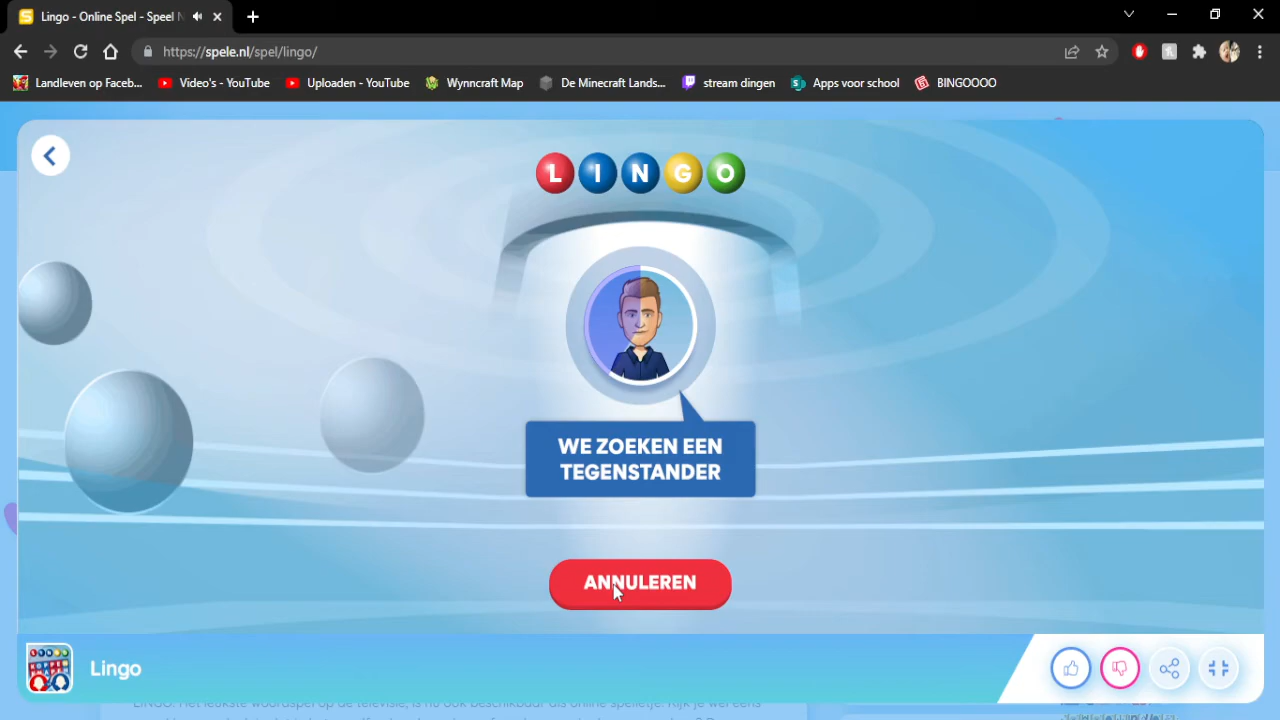 Lingo - Online Spel - Speel N
https://spele.nl/spel/lingo/
Landleven op Faceb...
Video's - YouTube
Uploaden - YouTube
Wynncraft Map
De Minecraft Lands...
stream dingen
Apps voor school
BINGOOOO
LINGO
WE ZOEKEN EEN
TEGENSTANDER
ANNULEREN
Lingo